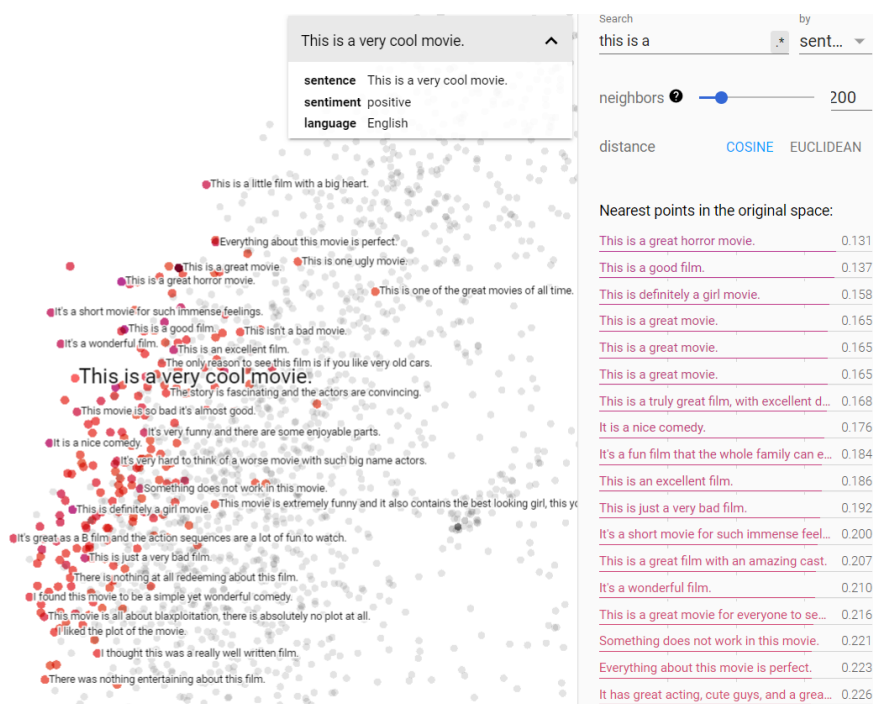 This is a very cool movie.
sentence This is a very cool movie.
sentiment positive
language English
This is a little film with a big heart.
Everything about this movie is perfect.
This is a great movie.
This is one ugly movie.
This is a great horror movie.
This is one of the great movies of all time.
It's a short movie for such immense feelings.
This is a good film.
This isn't a bad movie.
It's a wonderful film.
This is an excellent film.
The only reason to see this film is if you like very old cars.
This is a very cool movie.
The story is fascinating and the actors are convincing.
This movie is so bad it's almost good.
It's very funny and there are some enjoyable parts.
It is a nice comedy.
It's very hard to think of a worse movie with such big name actors.
Something does not work in this movie.
This is definitely a girl movie.
This movie is extremely funny and it also contains the best looking girl, this yo
It's great as a B film and the action sequences are a lot of fun to watch.
This is just a very bad film.
There is nothing at all redeeming about this film.
I found this movie to be a simple yet wonderful comedy.
This movie is all about blaxploitation, there is absolutely no plot at all.
I liked the plot of the movie.
I thought this was a really well written film.
There was nothing entertaining about this film.
Search by
this is a .* sent...
neighbors ? 200
distance COSINE EUCLIDEAN
Nearest points in the original space:
This is a great horror movie. 0.131
This is a good film. 0.137
This is definitely a girl movie. 0.158
This is a great movie. 0.165
This is a great movie. 0.165
This is a great movie. 0.165
This is a truly great film, with excellent d... 0.168
It is a nice comedy. 0.176
It's a fun film that the whole family can e... 0.184
This is an excellent film. 0.186
This is just a very bad film. 0.192
It's a short movie for such immense feel... 0.200
This is a great film with an amazing cast. 0.207
It's a wonderful film. 0.210
This is a great movie for everyone to se... 0.216
Something does not work in this movie. 0.221
Everything about this movie is perfect. 0.223
It has great acting, cute guys, and a grea... 0.226